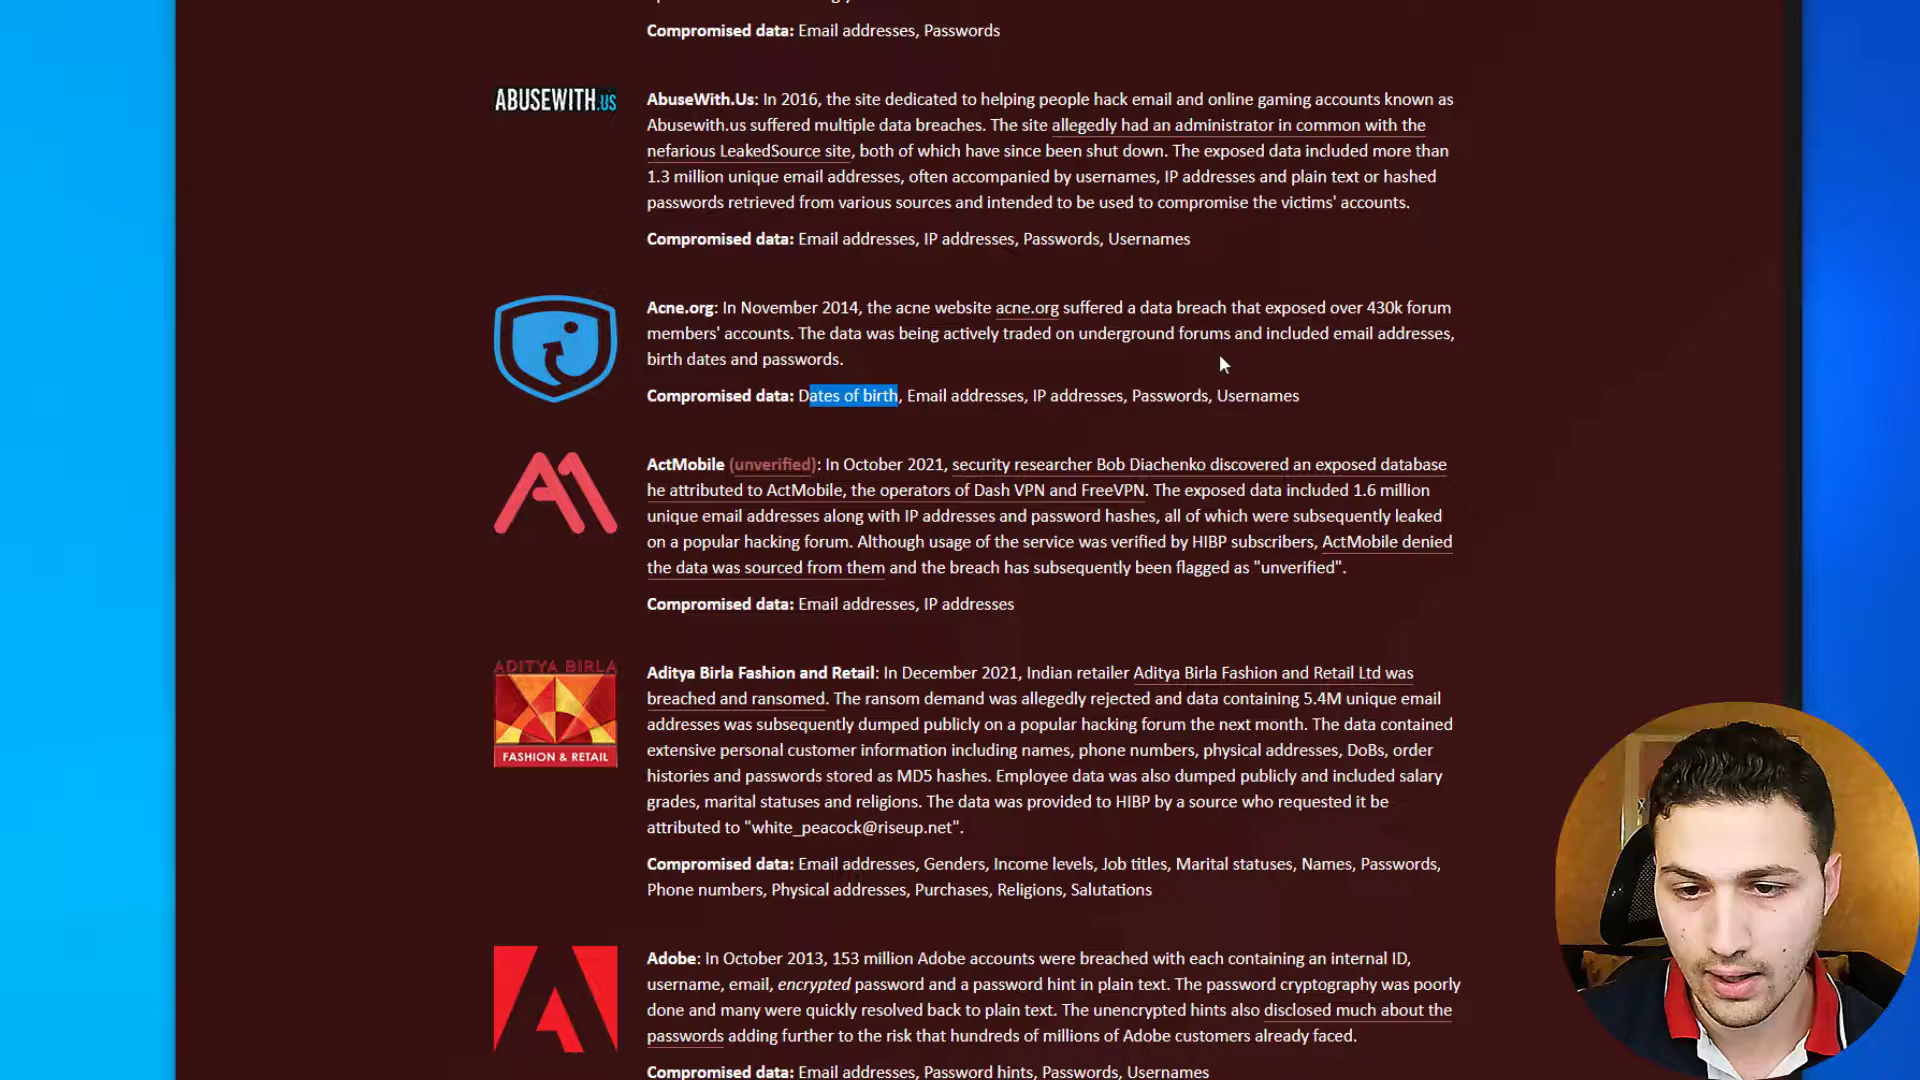 Compromised data: Email addresses, Passwords
ABUSEWITH.US
AbuseWith.Us: In 2016, the site dedicated to helping people hack email and online gaming accounts known as
Abusewith.us suffered multiple data breaches. The site allegedly had an administrator in common with the
nefarious LeakedSource site, both of which have since been shut down. The exposed data included more than
1.3 million unique email addresses, often accompanied by usernames, IP addresses and plain text or hashed
passwords retrieved from various sources and intended to be used to compromise the victims' accounts.
Compromised data: Email addresses, IP addresses, Passwords, Usernames
Acne.org: In November 2014, the acne website acne.org suffered a data breach that exposed over 430k forum
members' accounts. The data was being actively traded on underground forums and included email addresses,
birth dates and passwords.
Compromised data: Dates of birth, Email addresses, IP addresses, Passwords, Usernames
ActMobile (unverified): In October 2021, security researcher Bob Diachenko discovered an exposed database
he attributed to ActMobile, the operators of Dash VPN and FreeVPN. The exposed data included 1.6 million
unique email addresses along with IP addresses and password hashes, all of which were subsequently leaked
on a popular hacking forum. Although usage of the service was verified by HIBP subscribers, ActMobile denied
the data was sourced from them and the breach has subsequently been flagged as "unverified".
Compromised data: Email addresses, IP addresses
ADITYA BIRLA
FASHION & RETAIL
Aditya Birla Fashion and Retail: In December 2021, Indian retailer Aditya Birla Fashion and Retail Ltd was
breached and ransomed. The ransom demand was allegedly rejected and data containing 5.4M unique email
addresses was subsequently dumped publicly on a popular hacking forum the next month. The data contained
extensive personal customer information including names, phone numbers, physical addresses, DoBs, order
histories and passwords stored as MD5 hashes. Employee data was also dumped publicly and included salary
grades, marital statuses and religions. The data was provided to HIBP by a source who requested it be
attributed to "white_peacock@riseup.net".
Compromised data: Email addresses, Genders, Income levels, Job titles, Marital statuses, Names, Passwords,
Phone numbers, Physical addresses, Purchases, Religions, Salutations
Adobe: In October 2013, 153 million Adobe accounts were breached with each containing an internal ID,
username, email, encrypted password and a password hint in plain text. The password cryptography was poorly
done and many were quickly resolved back to plain text. The unencrypted hints also disclosed much about the
passwords adding further to the risk that hundreds of millions of Adobe customers already faced.
Compromised data: Email addresses, Password hints, Passwords, Usernames